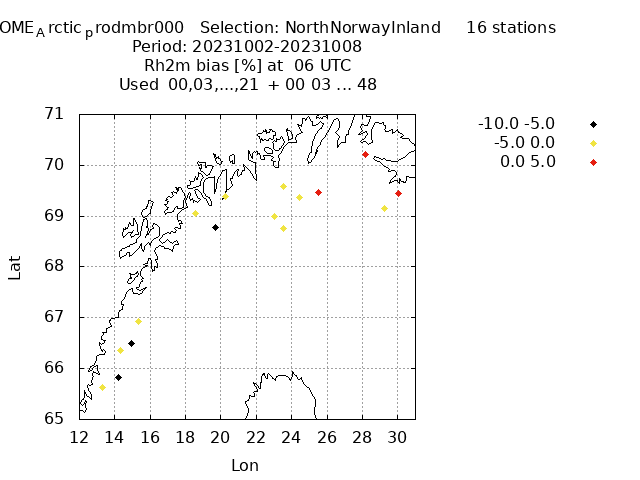 OME A rctic p rodmbr000 Selection: NorthNorwayInland 16 stations
Period: 20231002-20231008
Rh2m bias [%] at 06 UTC
Used 00,03,...,21 + 00 03 ... 48
-10.0 -5.0
-5.0 0.0
0.0 5.0
71
70
69
68
67
66
65
Lat
12 14 16 18 20 22 24 26 28 30
Lon